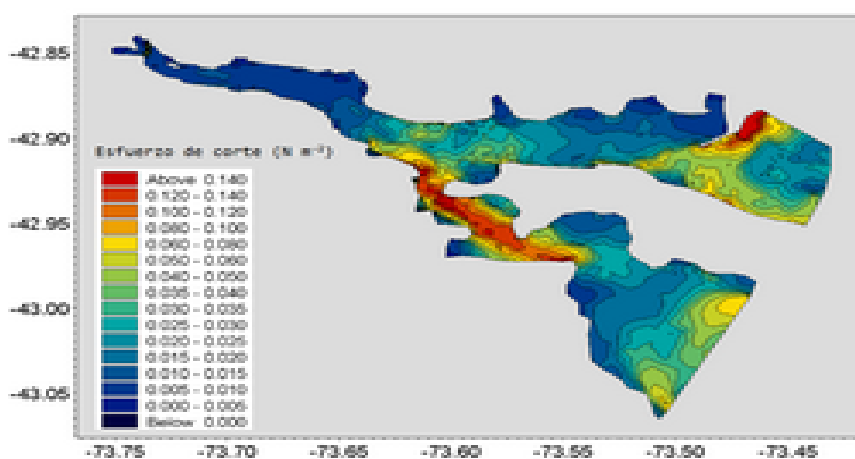 -42.85
-42.90
-42.95
-43.00
-43.05
Esfuerzo de corte (N m⁻²)
Above 0.140
0.120 - 0.140
0.100 - 0.120
0.080 - 0.100
0.060 - 0.080
0.050 - 0.060
0.040 - 0.050
0.035 - 0.040
0.030 - 0.035
0.025 - 0.030
0.020 - 0.025
0.015 - 0.020
0.010 - 0.015
0.005 - 0.010
0.000 - 0.005
Below 0.000
-73.75 -73.70 -73.65 -73.60 -73.55 -73.50 -73.45